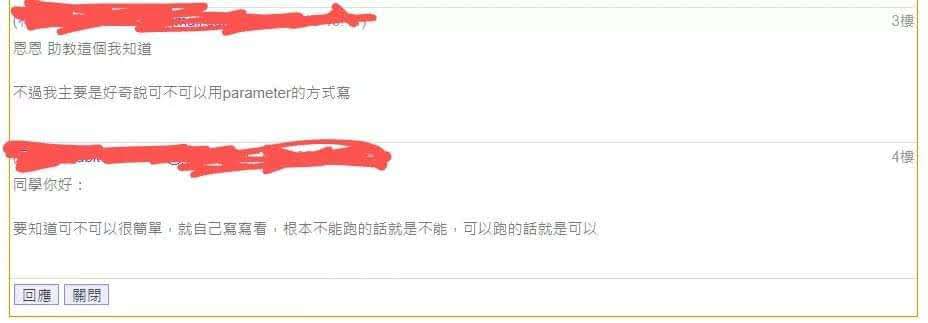 3樓
恩恩 助教這個我知道
不過我主要是好奇說可不可以用parameter的方式寫
4樓
同學你好：
要知道可不可以很簡單，就自己寫寫看，根本不能跑的話就是不能，可以跑的話就是可以
回應 關閉